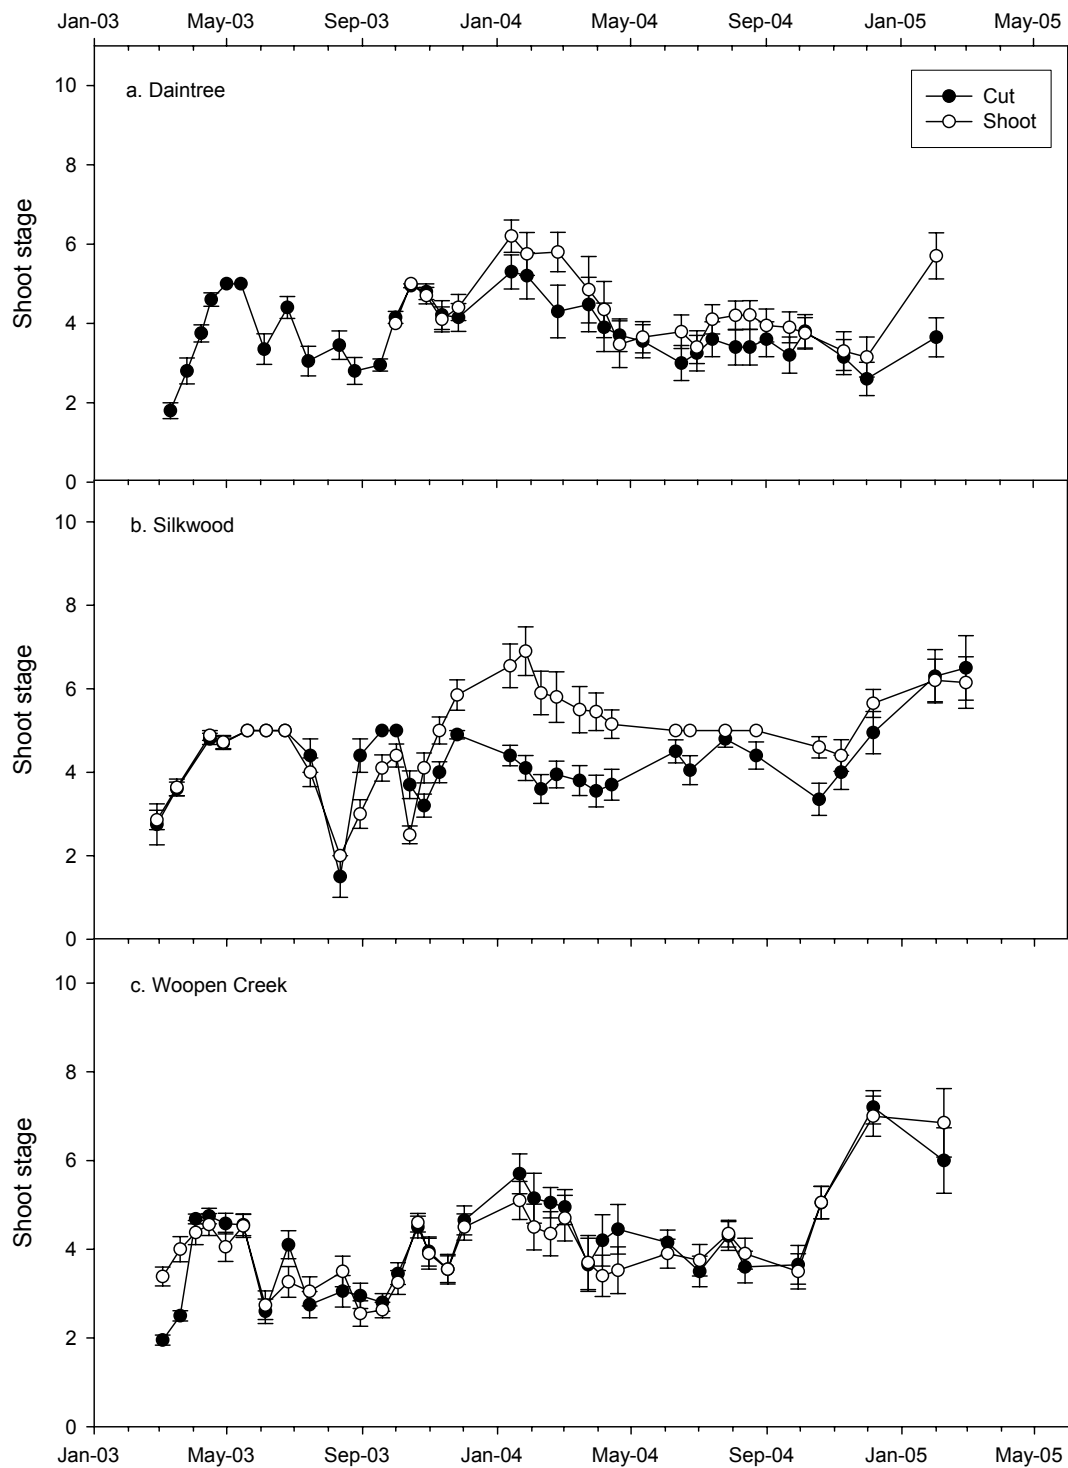 Jan-03 May-03 Sep-03 Jan-04 May-04 Sep-04 Jan-05 May-05
a. Daintree
Cut
Shoot
Shoot stage
10
8
6
4
2
0
b. Silkwood
Shoot stage
10
8
6
4
2
0
c. Woopen Creek
Shoot stage
10
8
6
4
2
0
Jan-03 May-03 Sep-03 Jan-04 May-04 Sep-04 Jan-05 May-05